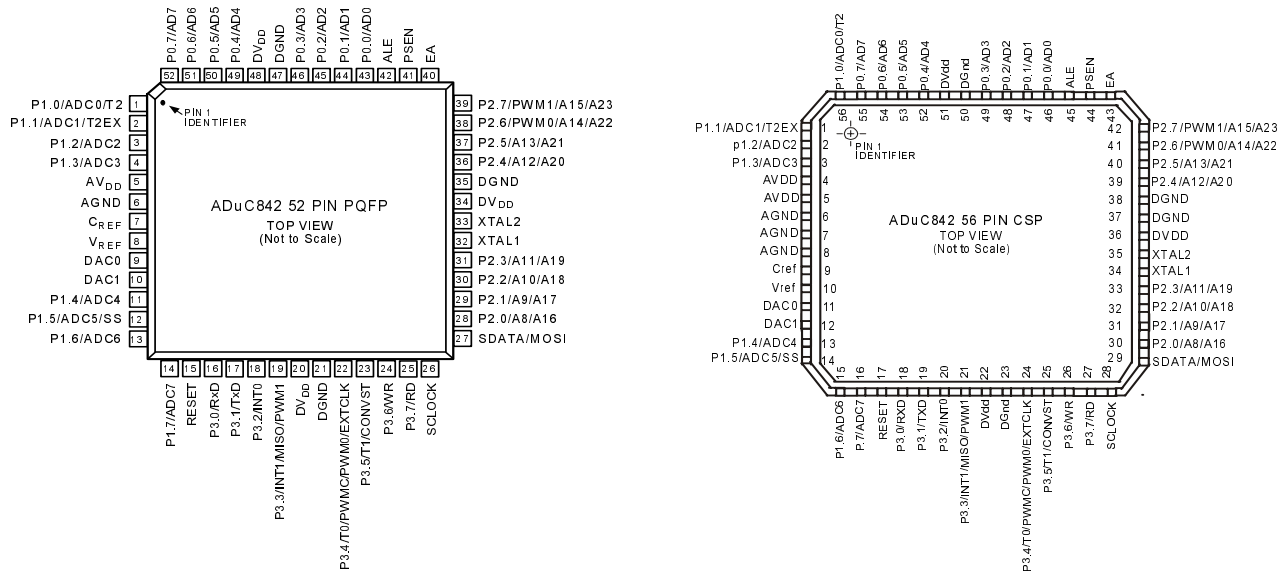 P0.7/AD7
P0.6/AD6
P0.5/AD5
P0.4/AD4
DVDD
DGND
P0.3/AD3
P0.2/AD2
P0.1/AD1
P0.0/AD0
ALE
PSEN
EA
52 51 50 49 48 47 46 45 44 43 42 41 40
P1.0/ADC0/T2 1
P1.1/ADC1/T2EX 2
P1.2/ADC2 3
P1.3/ADC3 4
AVDD 5
AGND 6
CREF 7
VREF 8
DAC0 9
DAC1 10
P1.4/ADC4 11
P1.5/ADC5/SS 12
P1.6/ADC6 13
PIN 1
IDENTIFIER
ADuC842 52 PIN PQFP
TOP VIEW
(Not to Scale)
39 P2.7/PWM1/A15/A23
38 P2.6/PWM0/A14/A22
37 P2.5/A13/A21
36 P2.4/A12/A20
35 DGND
34 DVDD
33 XTAL2
32 XTAL1
31 P2.3/A11/A19
30 P2.2/A10/A18
29 P2.1/A9/A17
28 P2.0/A8/A16
27 SDATA/MOSI
14 15 16 17 18 19 20 21 22 23 24 25 26
P1.7/ADC7
RESET
P3.0/RxD
P3.1/TxD
P3.2/INT0
P3.3/INT1/MISO/PWM1
DVDD
DGND
P3.4/T0/PWMC/PWM0/EXTCLK
P3.5/T1/CONVST
P3.6/WR
P3.7/RD
SCLOCK
P1.0/ADC0/T2
P0.7/AD7
P0.6/AD6
P0.5/AD5
P0.4/AD4
DVdd
DGnd
P0.3/AD3
P0.2/AD2
P0.1/AD1
P0.0/AD0
ALE
PSEN
EA
56 55 54 53 52 51 50 49 48 47 46 45 44 43
P1.1/ADC1/T2EX 1
p1.2/ADC2 2
P1.3/ADC3 3
AVDD 4
AVDD 5
AGND 6
AGND 7
AGND 8
Cref 9
Vref 10
DAC0 11
DAC1 12
P1.4/ADC4 13
P1.5/ADC5/SS 14
PIN 1
IDENTIFIER
ADuC842 56 PIN CSP
TOP VIEW
(Not to Scale)
42 P2.7/PWM1/A15/A23
41 P2.6/PWM0/A14/A22
40 P2.5/A13/A21
39 P2.4/A12/A20
38 DGND
37 DGND
36 DVDD
35 XTAL2
34 XTAL1
33 P2.3/A11/A19
32 P2.2/A10/A18
31 P2.1/A9/A17
30 P2.0/A8/A16
29 SDATA/MOSI
15 16 17 18 19 20 21 22 23 24 25 26 27 28
P1.6/ADC6
P.7/ADC7
RESET
P3.0/RXD
P3.1/TXD
P3.2/INT0
P3.3/INT1/MISO/PWM1
DVdd
DGnd
P3.4/T0/PWMC/PWM0/EXTCLK
P3.5/T1/CONVST
P3.6/WR
P3.7/RD
SCLOCK